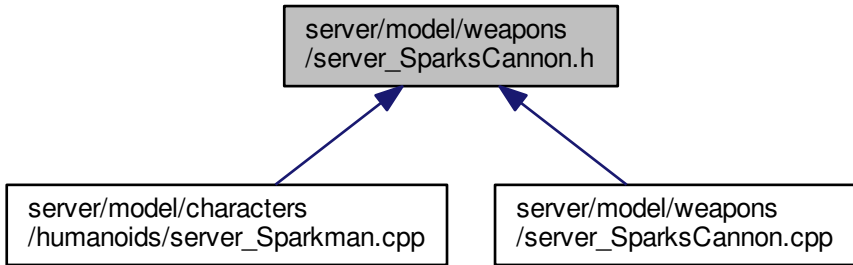 server/model/weapons
/server_SparksCannon.h
server/model/characters
/humanoids/server_Sparkman.cpp
server/model/weapons
/server_SparksCannon.cpp